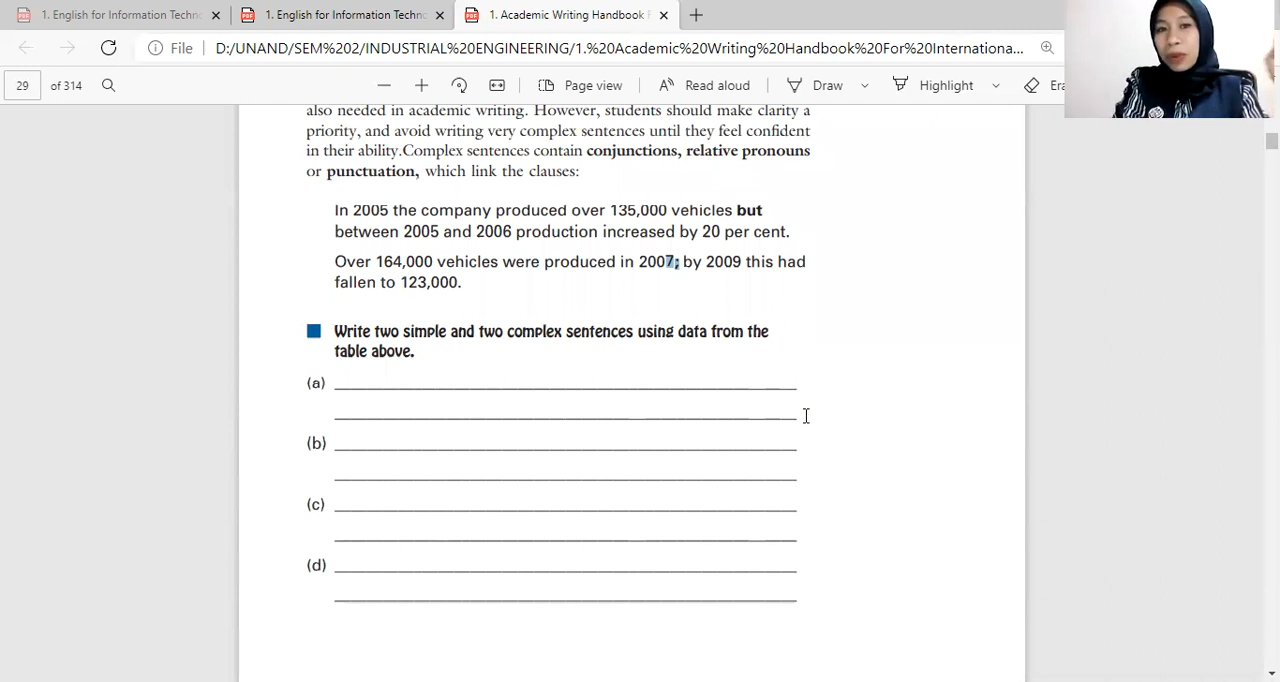 1. English for Information Techno
1. English for Information Techno
1. Academic Writing Handbook F
File
D:/UNAND/SEM%202/INDUSTRIAL%20ENGINEERING/1.%20Academic%20Writing%20Handbook%20For%20Internationa...
29 of 314
Page view
Read aloud
Draw
Highlight
Era
also needed in academic writing. However, students should make clarity a
priority, and avoid writing very complex sentences until they feel confident
in their ability.Complex sentences contain conjunctions, relative pronouns
or punctuation, which link the clauses:
In 2005 the company produced over 135,000 vehicles but
between 2005 and 2006 production increased by 20 per cent.
Over 164,000 vehicles were produced in 2007; by 2009 this had
fallen to 123,000.
Write two simple and two complex sentences using data from the
table above.
(a)
(b)
(c)
(d)